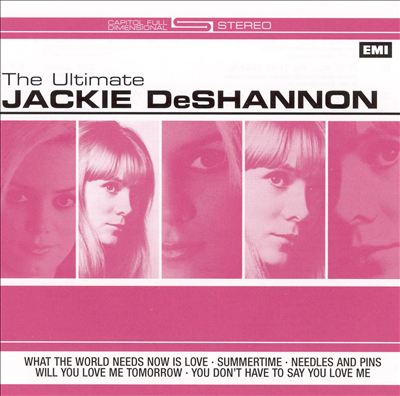 CAPITOL FULL
DIMENSIONAL STEREO
EMI
The Ultimate
JACKIE DeSHANNON
WHAT THE WORLD NEEDS NOW IS LOVE · SUMMERTIME · NEEDLES AND PINS
WILL YOU LOVE ME TOMORROW · YOU DON'T HAVE TO SAY YOU LOVE ME